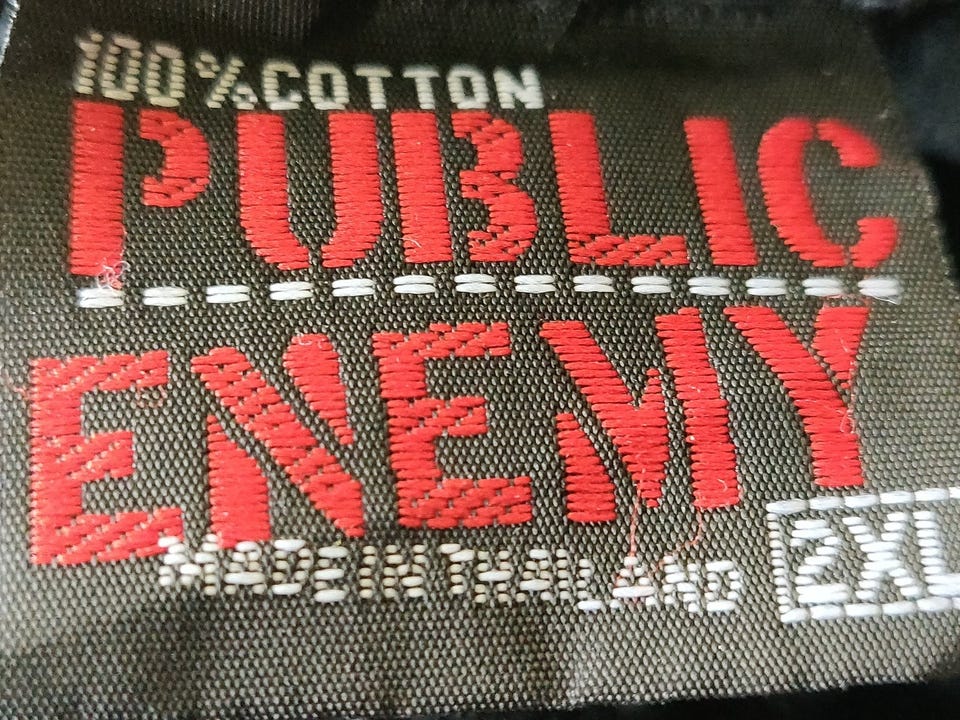 100% COTTON
PUBLIC
ENEMY
MADE IN THAILAND
2XL